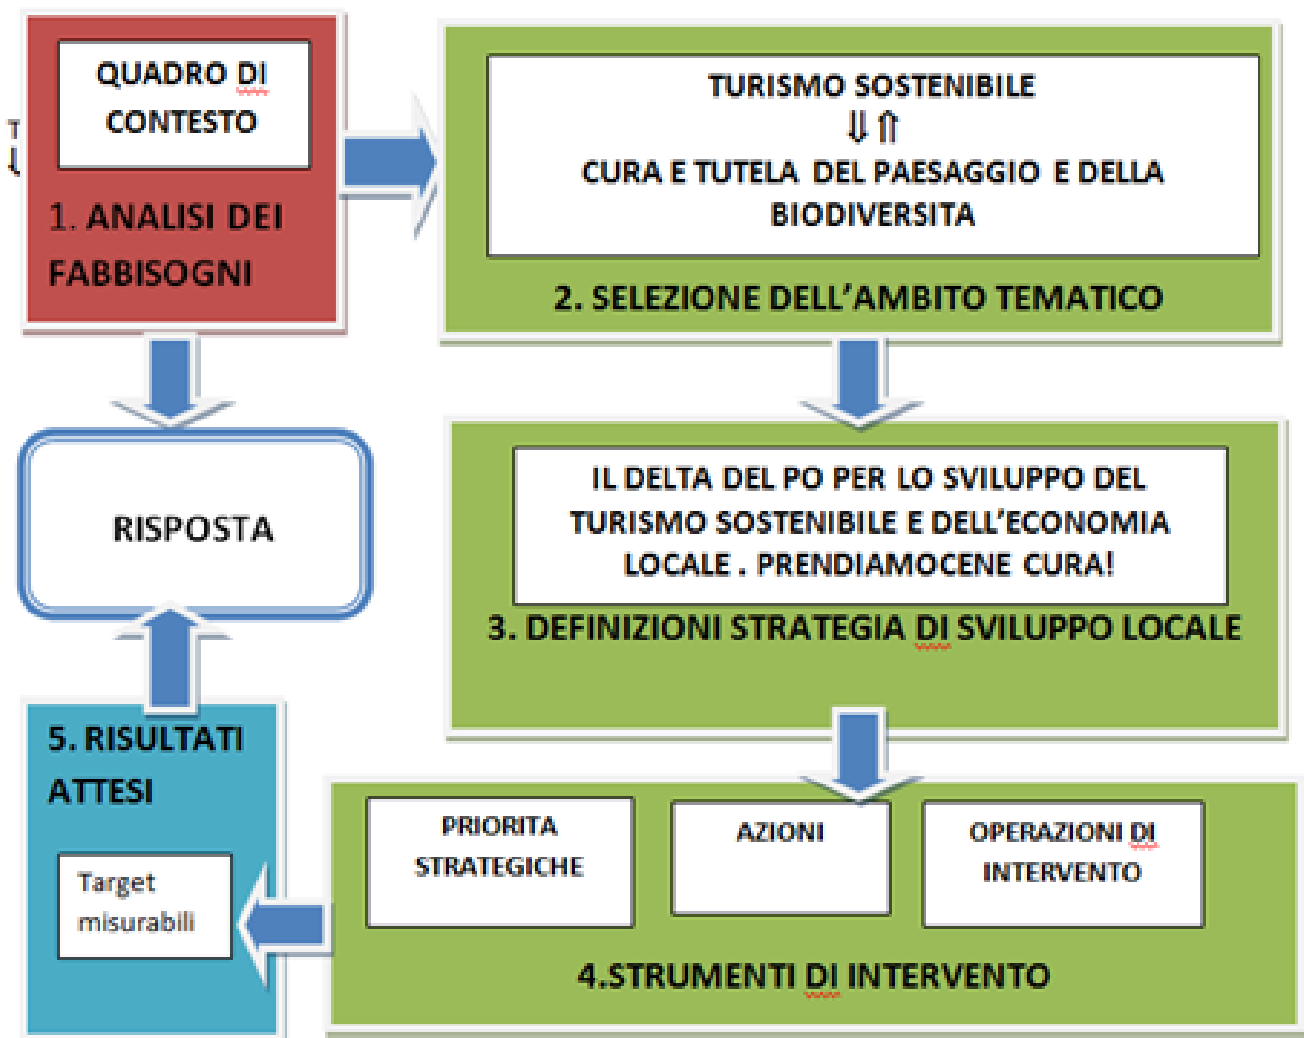 QUADRO DI
CONTESTO
1. ANALISI DEI
FABBISOGNI
TURISMO SOSTENIBILE
⇓⇑
CURA E TUTELA DEL PAESAGGIO E DELLA
BIODIVERSITA
2. SELEZIONE DELL’AMBITO TEMATICO
RISPOSTA
IL DELTA DEL PO PER LO SVILUPPO DEL
TURISMO SOSTENIBILE E DELL’ECONOMIA
LOCALE . PRENDIAMOCENE CURA!
3. DEFINIZIONI STRATEGIA DI SVILUPPO LOCALE
PRIORITA
STRATEGICHE
AZIONI
OPERAZIONI DI
INTERVENTO
4.STRUMENTI DI INTERVENTO
5. RISULTATI
ATTESI
Target
misurabili